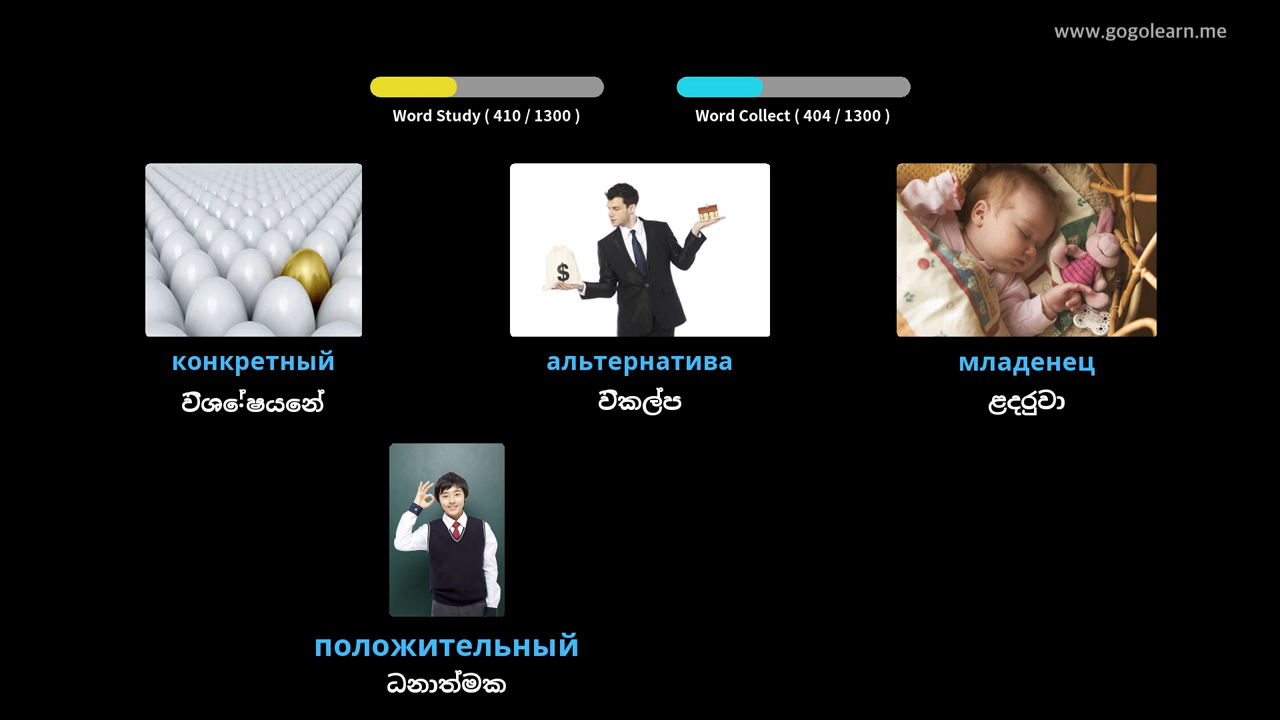 www.gogolearn.me
Word Study ( 410 / 1300 )
Word Collect ( 404 / 1300 )
$
конкретный
විශේෂයෙන්
альтернатива
විකල්ප
младенец
ළදරුවා
положительный
ධනාත්මක